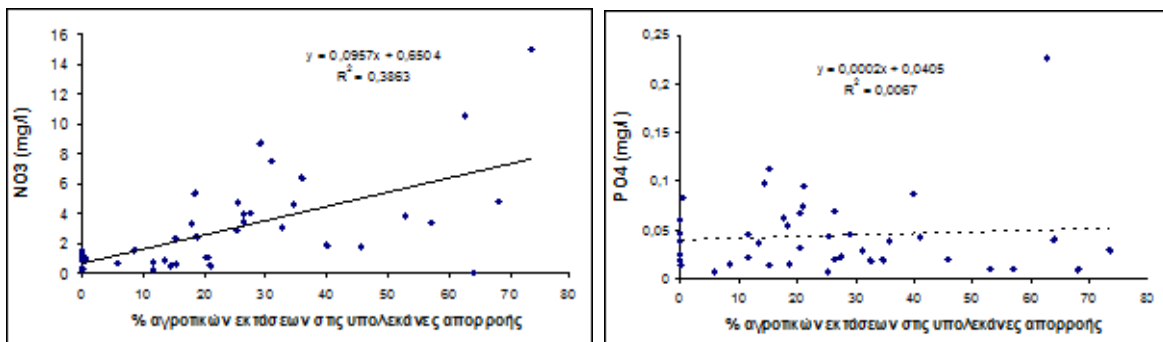 16
14
12
10
8
6
4
2
0
NO3 (mg/l)
y = 0,0957x + 0,6504
R² = 0,3863
0 10 20 30 40 50 60 70 80
% αγροτικών εκτάσεων στις υπολεκάνες απορροής
0,25
0,2
0,15
0,1
0,05
0
PO4 (mg/l)
y = 0,0002x + 0,0405
R² = 0,0067
0 10 20 30 40 50 60 70 80
% αγροτικών εκτάσεων στις υπολεκάνες απορροής